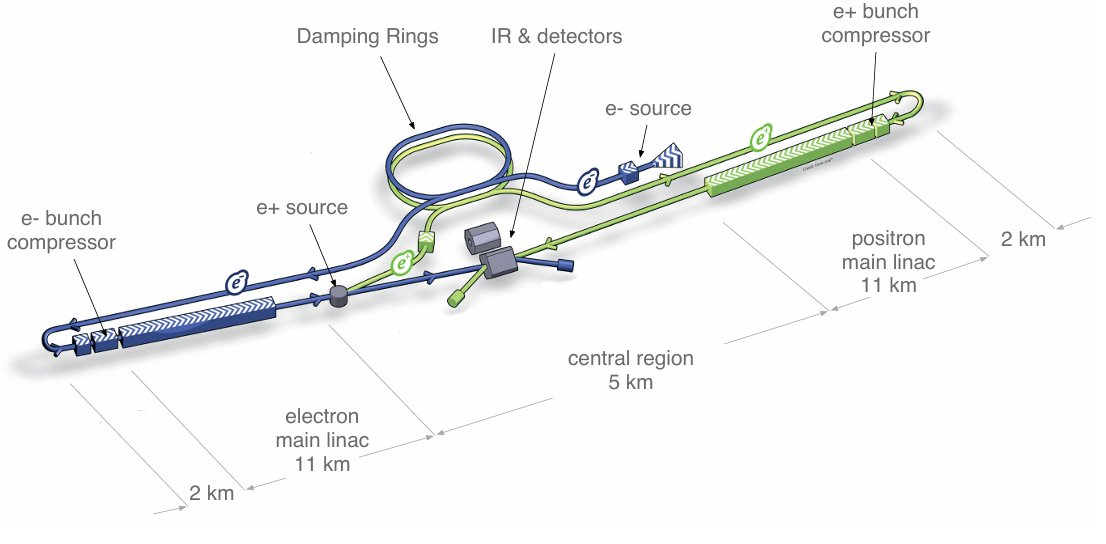 e+ bunch
compressor
Damping Rings
IR & detectors
e- source
e+
e-
e+ source
e- bunch
compressor
e+
e-
2 km
positron
main linac
11 km
central region
5 km
electron
main linac
11 km
2 km